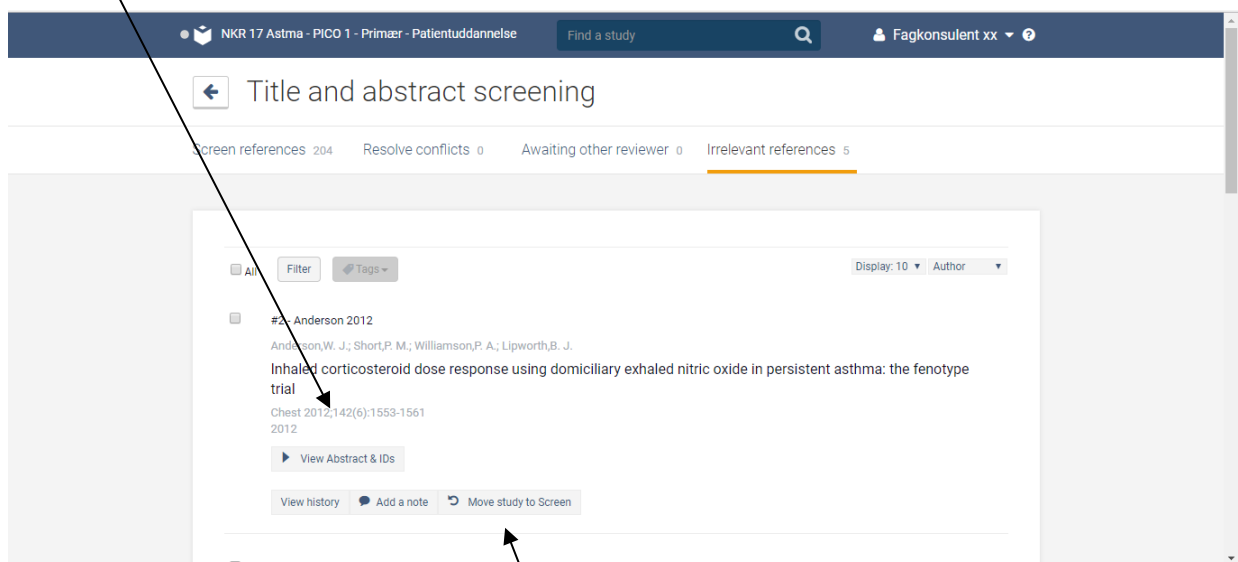 NKR 17 Astma - PICO 1 - Primær - Patientuddannelse Find a study Fagkonsulent xx
Title and abstract screening
Screen references 204 Resolve conflicts 0 Awaiting other reviewer 0 Irrelevant references 5
All Filter Tags Display: 10 Author
#2 - Anderson 2012
Anderson,W. J.; Short,P. M.; Williamson,P. A.; Lipworth,B. J.
Inhaled corticosteroid dose response using domiciliary exhaled nitric oxide in persistent asthma: the fenotype
trial
Chest 2012;142(6):1553-1561
2012
View Abstract & IDs
View history Add a note Move study to Screen